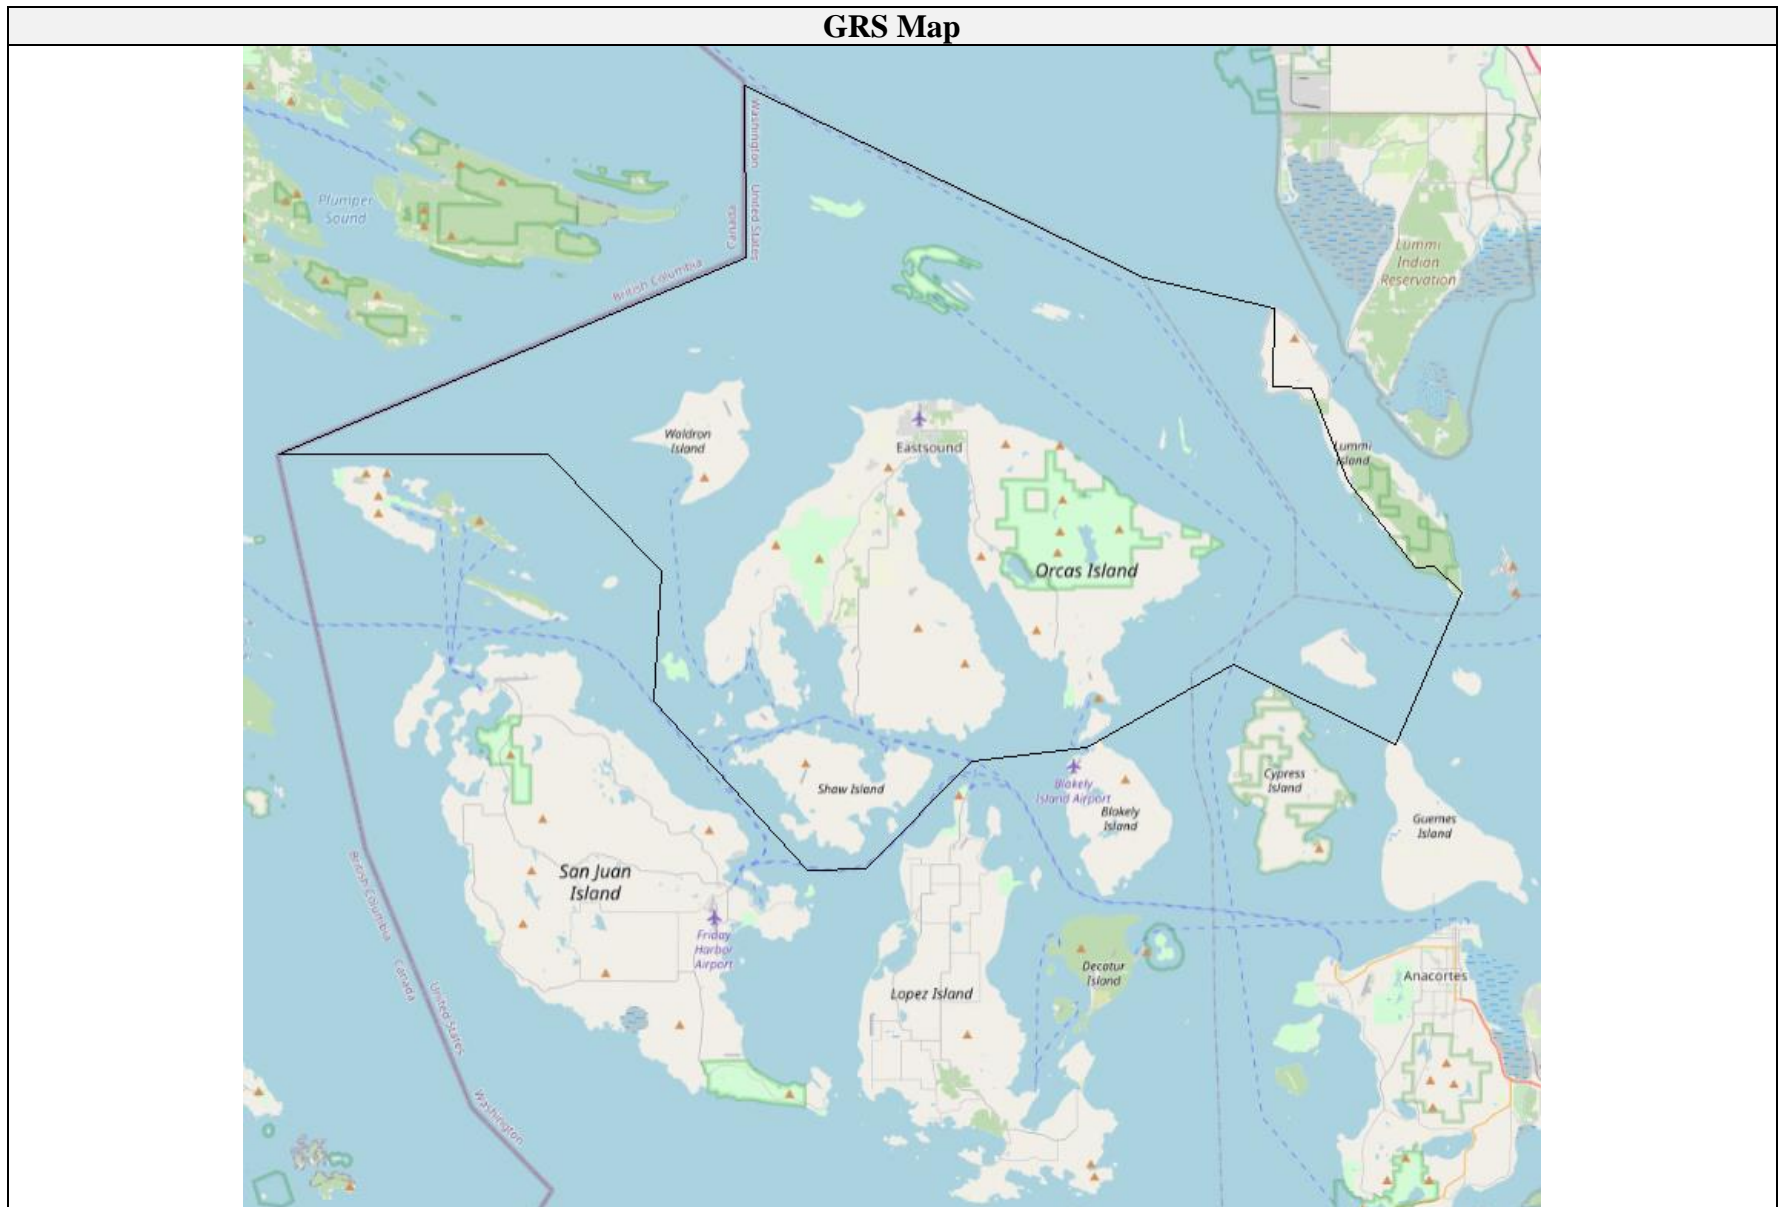 GRS Map
Washington
United States
Canada
British Columbia
Plumper
Sound
Lummi
Indian
Reservation
Waldron
Island
Eastsound
Lummi
Island
Orcas Island
Shaw Island
Blakely
Island Airport
Blakely
Island
Cypress
Island
Guemes
Island
San Juan
Island
Friday
Harbor
Airport
Lopez Island
Decatur
Island
Anacortes
British Columbia
Canada
United States
Washington